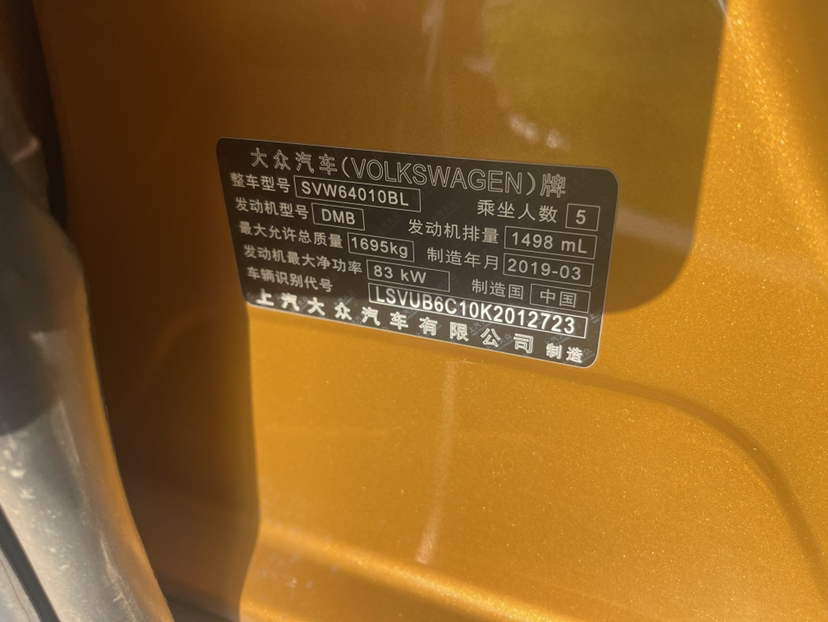 大众汽车(VOLKSWAGEN)牌
整车型号 SVW64010BL 乘坐人数 5
发动机型号 DMB 发动机排量 1498 mL
最大允许总质量 1695kg 制造年月 2019-03
发动机最大净功率 83 kW 制造国 中国
车辆识别代号 LSVUB6C10K2012723
上汽大众汽车有限公司 制造